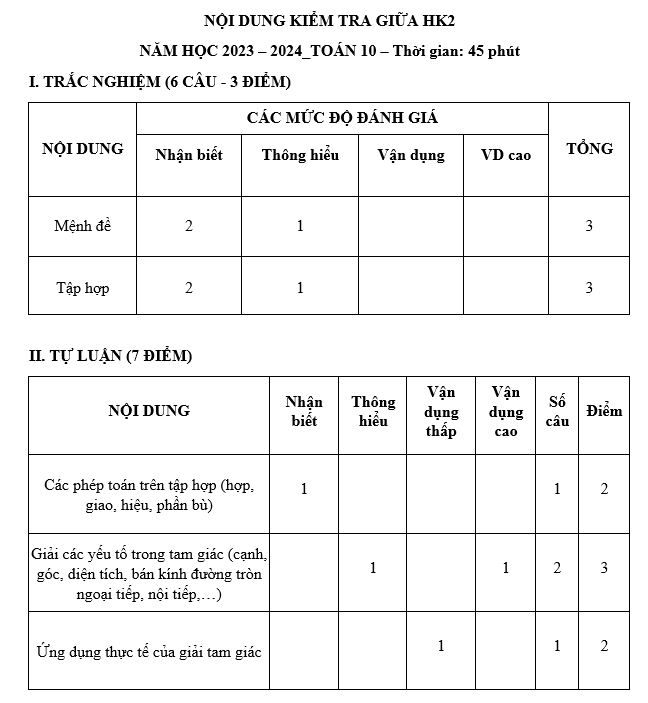 NỘI DUNG KIỂM TRA GIỮA HK2
NĂM HỌC 2023 – 2024_TOÁN 10 – Thời gian: 45 phút
I. TRẮC NGHIỆM (6 CÂU - 3 ĐIỂM)
NỘI DUNG CÁC MỨC ĐỘ ĐÁNH GIÁ TỔNG
Nhận biết Thông hiểu Vận dụng VD cao
Mệnh đề 2 1 3
Tập hợp 2 1 3
II. TỰ LUẬN (7 ĐIỂM)
NỘI DUNG Nhận biết Thông hiểu Vận dụng thấp Vận dụng cao Số câu Điểm
Các phép toán trên tập hợp (hợp,
giao, hiệu, phần bù) 1 1 2
Giải các yếu tố trong tam giác (cạnh,
góc, diện tích, bán kính đường tròn
ngoại tiếp, nội tiếp,…) 1 1 2 3
Ứng dụng thực tế của giải tam giác 1 1 2